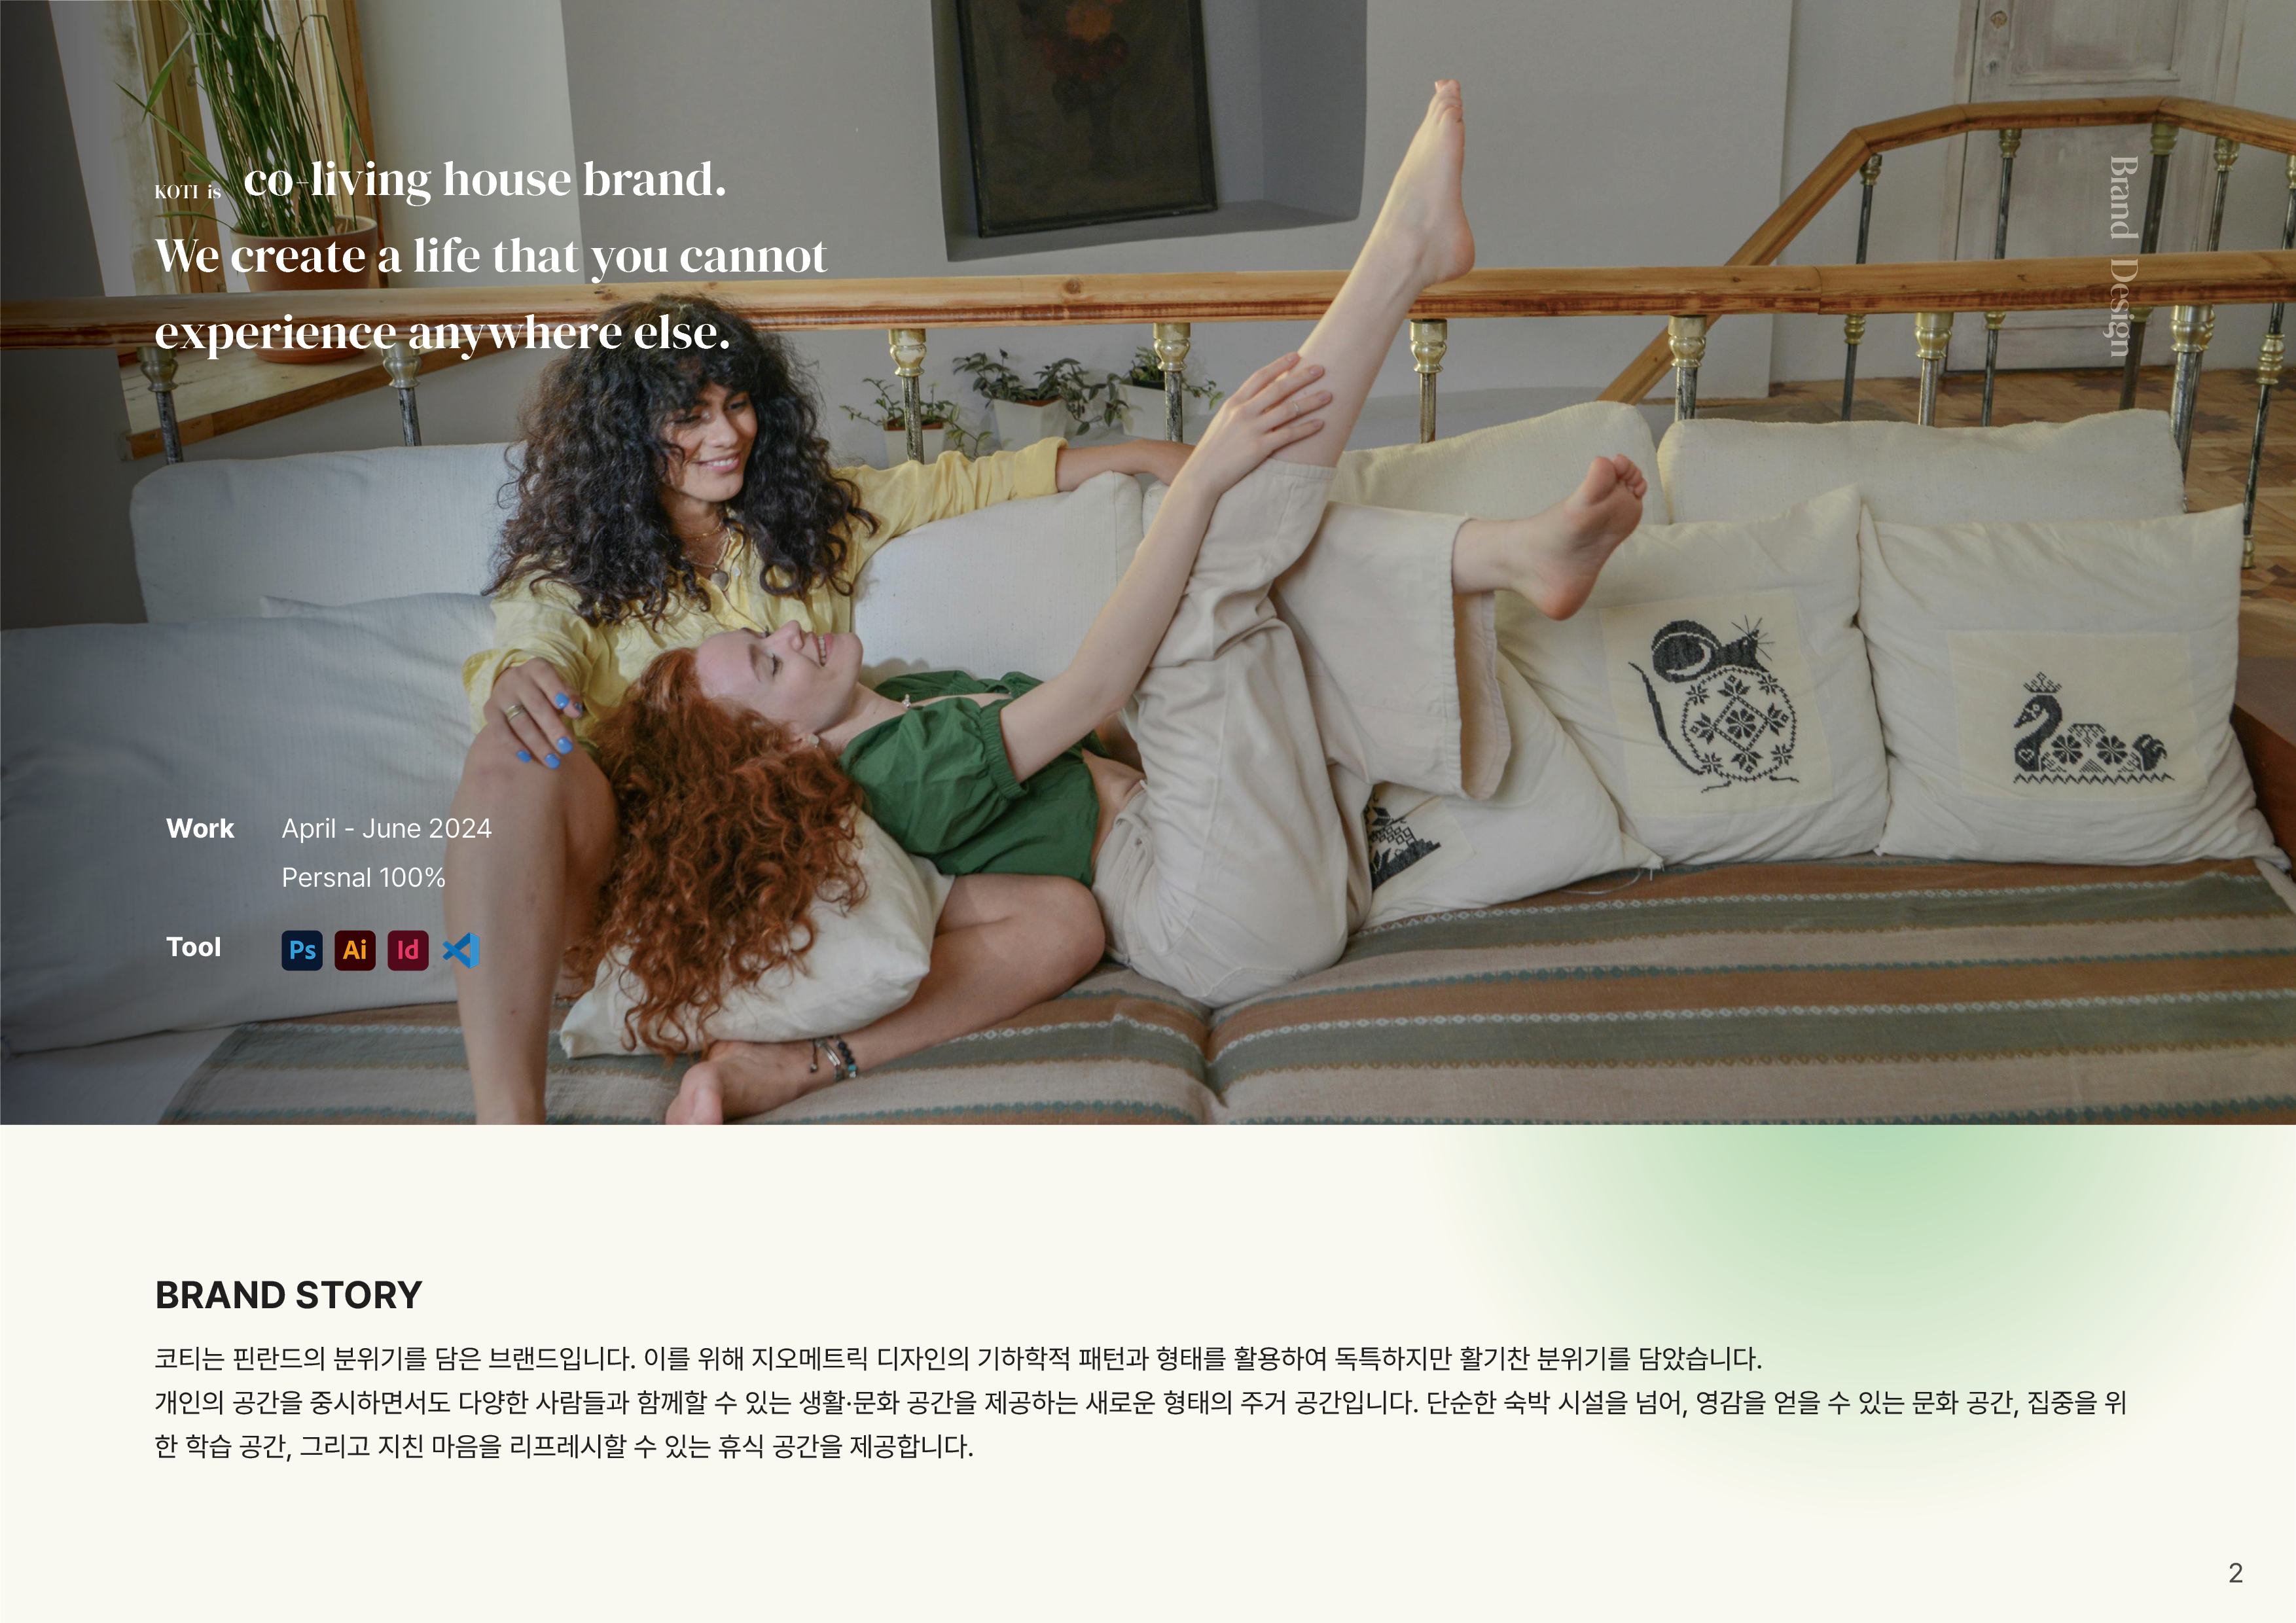 KOTI is co-living house brand.
We create a life that you cannot
experience anywhere else.
Brand Design
Work April - June 2024
Persnal 100%
Tool Ps Ai Id
BRAND STORY
코티는 핀란드의 분위기를 담은 브랜드입니다. 이를 위해 지오메트릭 디자인의 기하학적 패턴과 형태를 활용하여 독특하지만 활기찬 분위기를 담았습니다.
개인의 공간을 중시하면서도 다양한 사람들과 함께할 수 있는 생활·문화 공간을 제공하는 새로운 형태의 주거 공간입니다. 단순한 숙박 시설을 넘어, 영감을 얻을 수 있는 문화 공간, 집중을 위
한 학습 공간, 그리고 지친 마음을 리프레시할 수 있는 휴식 공간을 제공합니다.
2